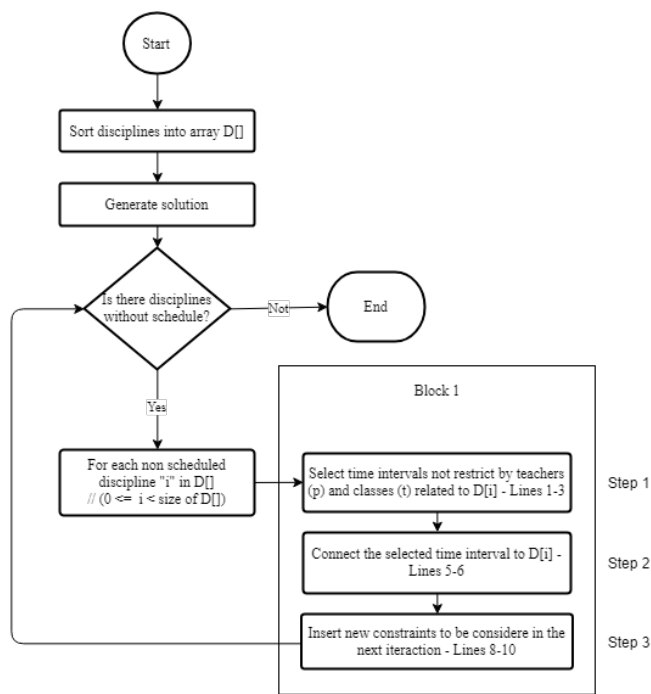 Start
Sort disciplines into array D[]
Generate solution
Is there disciplines
without schedule?
Not
End
Yes
Block 1
For each non scheduled
discipline "i" in D[]
// (0 <= i < size of D[])
Select time intervals not restrict by teachers
(p) and classes (t) related to D[i] - Lines 1-3
Step 1
Connect the selected time interval to D[i] -
Lines 5-6
Step 2
Insert new constraints to be considere in the
next iteraction - Lines 8-10
Step 3